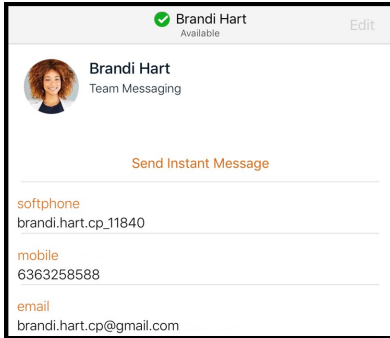 Brandi Hart
Available
Edit
Brandi Hart
Team Messaging
Send Instant Message
softphone
brandi.hart.cp_11840
mobile
6363258588
email
brandi.hart.cp@gmail.com